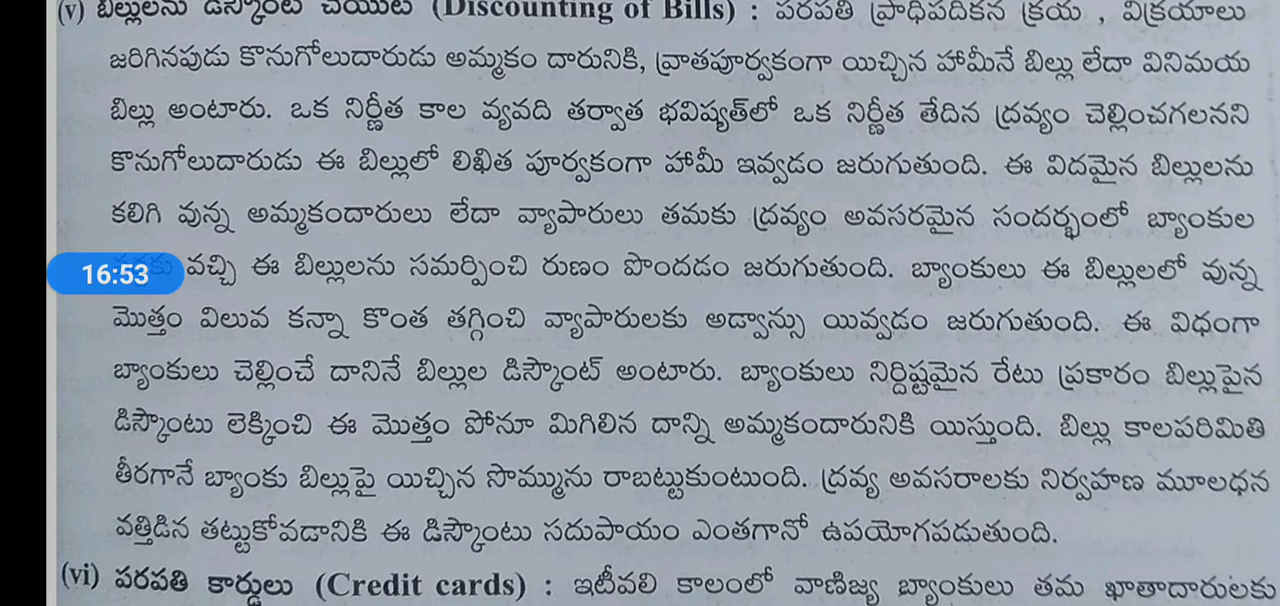 (v) బిల్లులను డిస్కౌంట్ చేయుట (Discounting of Bills) : పరపతి ప్రాతిపదికన క్రయ , విక్రయాలు
జరిగినపుడు కొనుగోలుదారుడు అమ్మకం దారునికి, వ్రాతపూర్వకంగా యిచ్చిన హామీనే బిల్లు లేదా వినిమయ
బిల్లు అంటారు. ఒక నిర్ణీత కాల వ్యవది తర్వాత భవిష్యత్‌లో ఒక నిర్ణీత తేదిన ద్రవ్యం చెల్లించగలనని
కొనుగోలుదారుడు ఈ బిల్లులో లిఖిత పూర్వకంగా హామీ ఇవ్వడం జరుగుతుంది. ఈ విదమైన బిల్లులను
కలిగి వున్న అమ్మకందారులు లేదా వ్యాపారులు తమకు ద్రవ్యం అవసరమైన సందర్భంలో బ్యాంకుల
16:53 వచ్చి ఈ బిల్లులను సమర్పించి రుణం పొందడం జరుగుతుంది. బ్యాంకులు ఈ బిల్లులలో వున్న
మొత్తం విలువ కన్నా కొంత తగ్గించి వ్యాపారులకు అడ్వాన్సు యివ్వడం జరుగుతుంది. ఈ విధంగా
బ్యాంకులు చెల్లించే దానినే బిల్లుల డిస్కౌంట్ అంటారు. బ్యాంకులు నిర్దిష్టమైన రేటు ప్రకారం బిల్లుపైన
డిస్కౌంటు లెక్కించి ఈ మొత్తం పోనూ మిగిలిన దాన్ని అమ్మకందారునికి యిస్తుంది. బిల్లు కాలపరిమితి
తీరగానే బ్యాంకు బిల్లుపై యిచ్చిన సొమ్మును రాబట్టుకుంటుంది. ద్రవ్య అవసరాలకు నిర్వహణ మూలధన
వత్తిడిన తట్టుకోవడానికి ఈ డిస్కౌంటు సదుపాయం ఎంతగానో ఉపయోగపడుతుంది.
(vi) పరపతి కార్డులు (Credit cards) : ఇటీవలి కాలంలో వాణిజ్య బ్యాంకులు తమ ఖాతాదారులకు